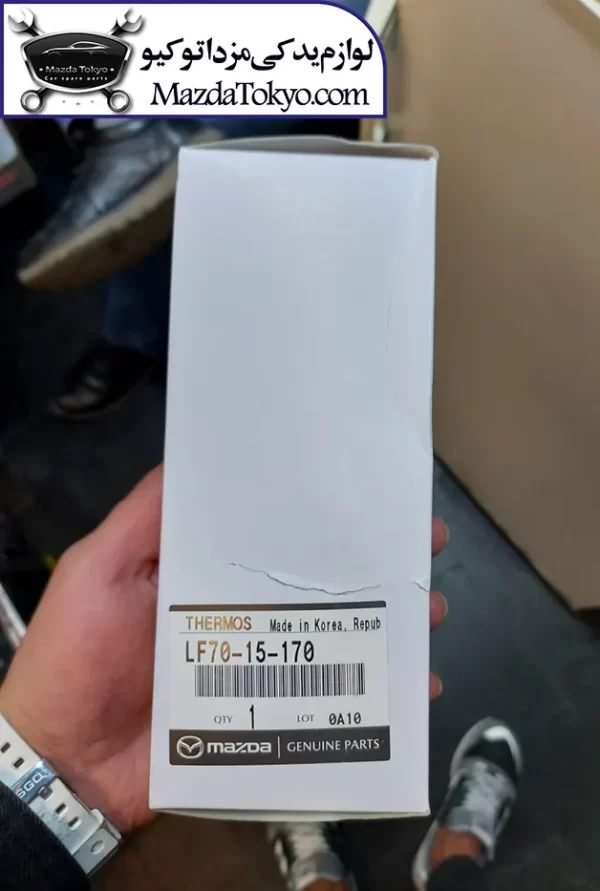 لوازم یدکی مزدا توکیو
MazdaTokyo.com
Mazda Tokyo
Car spare parts
THERMOS Made in Korea, Repub
LF70-15-170
QTY 1 LOT 0A10
mazda GENUINE PARTS
SGQ